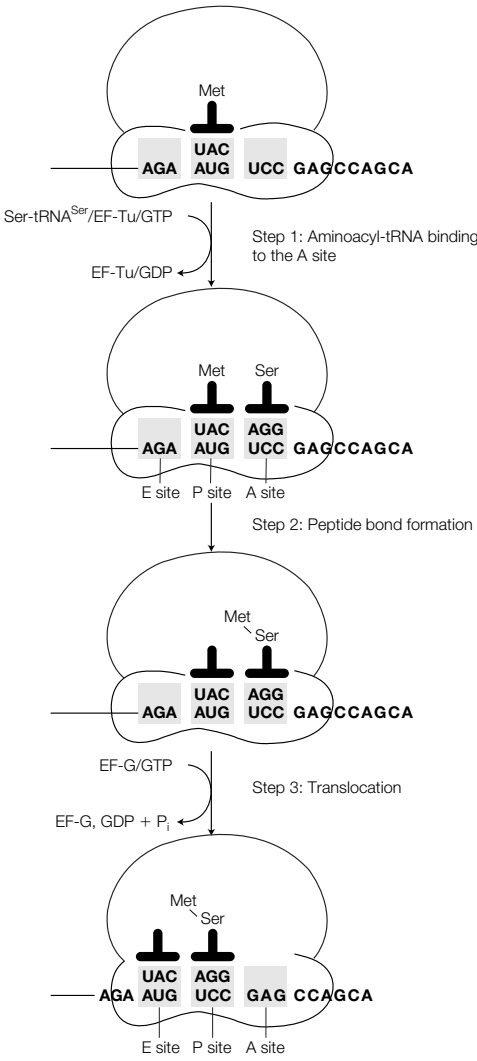 Met
UAC
AGA AUG UCC GAGCCAGCA
Ser-tRNA^Ser/EF-Tu/GTP
Step 1: Aminoacyl-tRNA binding
to the A site
EF-Tu/GDP
Met Ser
UAC AGG
AGA AUG UCC GAGCCAGCA
E site P site A site
Step 2: Peptide bond formation
Met
Ser
UAC AGG
AGA AUG UCC GAGCCAGCA
EF-G/GTP
Step 3: Translocation
EF-G, GDP + Pi
Met
Ser
UAC AGG
AGA AUG UCC GAG CCAGCA
E site P site A site